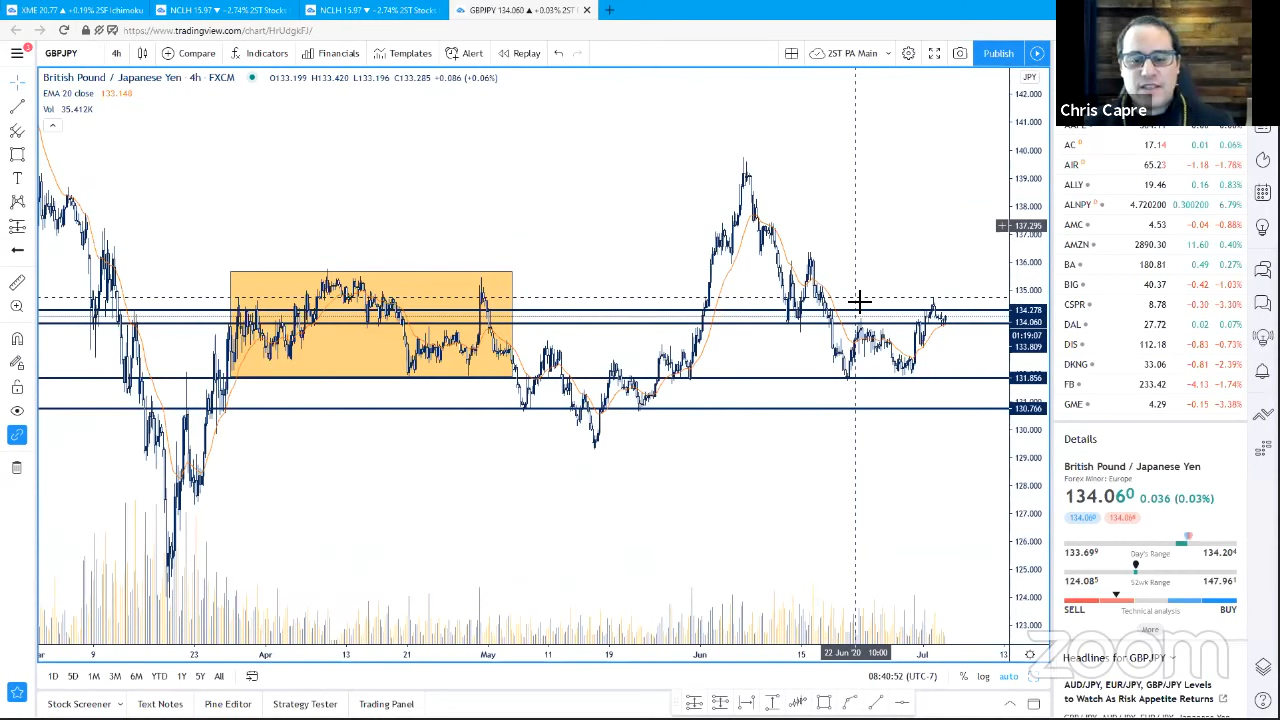 XME 20.77 ▲ +0.19% 2SF Ichimoku
NCLH 15.97 ▼ −2.74% 2ST Stocks
NCLH 15.97 ▼ −2.74% 2ST Stocks
GBPJPY 134.060 ▲ +0.03% 2ST P
https://www.tradingview.com/chart/HrUdgkFJ/
GBPJPY
4h
Compare
Indicators
Financials
Templates
Alert
Replay
2ST PA Main
Publish
Chris Capre
British Pound / Japanese Yen · 4h · FXCM
O133.199 H133.420 L133.196 C133.285 +0.086 (+0.06%)
EMA 20 close 133.148
Vol 35.412K
JPY
142.000
141.000
140.000
139.000
138.000
137.295
137.000
136.000
135.000
134.278
134.060
01:19:07
133.809
133.000
131.856
130.766
130.000
129.000
128.000
127.000
126.000
125.000
124.000
123.000
9
23
Apr
13
21
May
11
19
Jun
15
22 Jun '20 10:00
Jul
13
AC D 17.14 0.01 0.06%
AIR D 65.23 −1.18 −1.78%
ALLY 19.46 0.16 0.83%
ALNPY D 4.720200 0.300200 6.79%
AMC 4.53 −0.04 −0.88%
AMZN 2890.30 11.60 0.40%
BA 180.81 0.49 0.27%
BIG 40.37 −0.42 −1.03%
CSPR 8.78 −0.30 −3.30%
DAL 27.72 0.02 0.07%
DIS 112.18 −0.83 −0.73%
DKNG 33.06 −0.81 −2.39%
FB 233.42 −4.13 −1.74%
GME 4.29 −0.15 −3.38%
Details
British Pound / Japanese Yen
Forex Minor: Europe
134.060 0.036 (0.03%)
134.060 134.068
133.699 Day's Range 134.204
124.085 52wk Range 147.961
SELL Technical analysis BUY
More
zoom
Headlines for GBPJPY
AUD/JPY, EUR/JPY, GBP/JPY Levels
to Watch As Risk Appetite Returns
1D 5D 1M 3M 6M YTD 1Y 5Y All
08:40:52 (UTC-7)
% log auto
Stock Screener
Text Notes
Pine Editor
Strategy Tester
Trading Panel